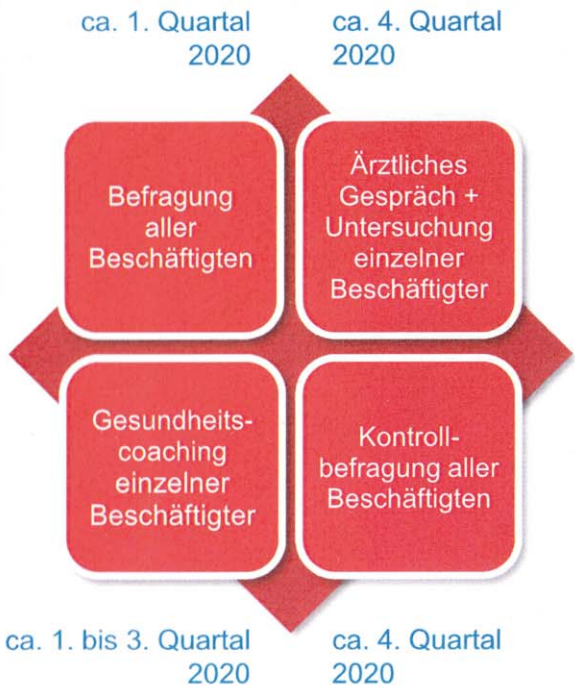 ca. 1. Quartal
2020
ca. 4. Quartal
2020
Befragung
aller
Beschäftigten
Ärztliches
Gespräch +
Untersuchung
einzelner
Beschäftigter
Gesundheits-
coaching
einzelner
Beschäftigter
Kontroll-
befragung aller
Beschäftigten
ca. 1. bis 3. Quartal
2020
ca. 4. Quartal
2020